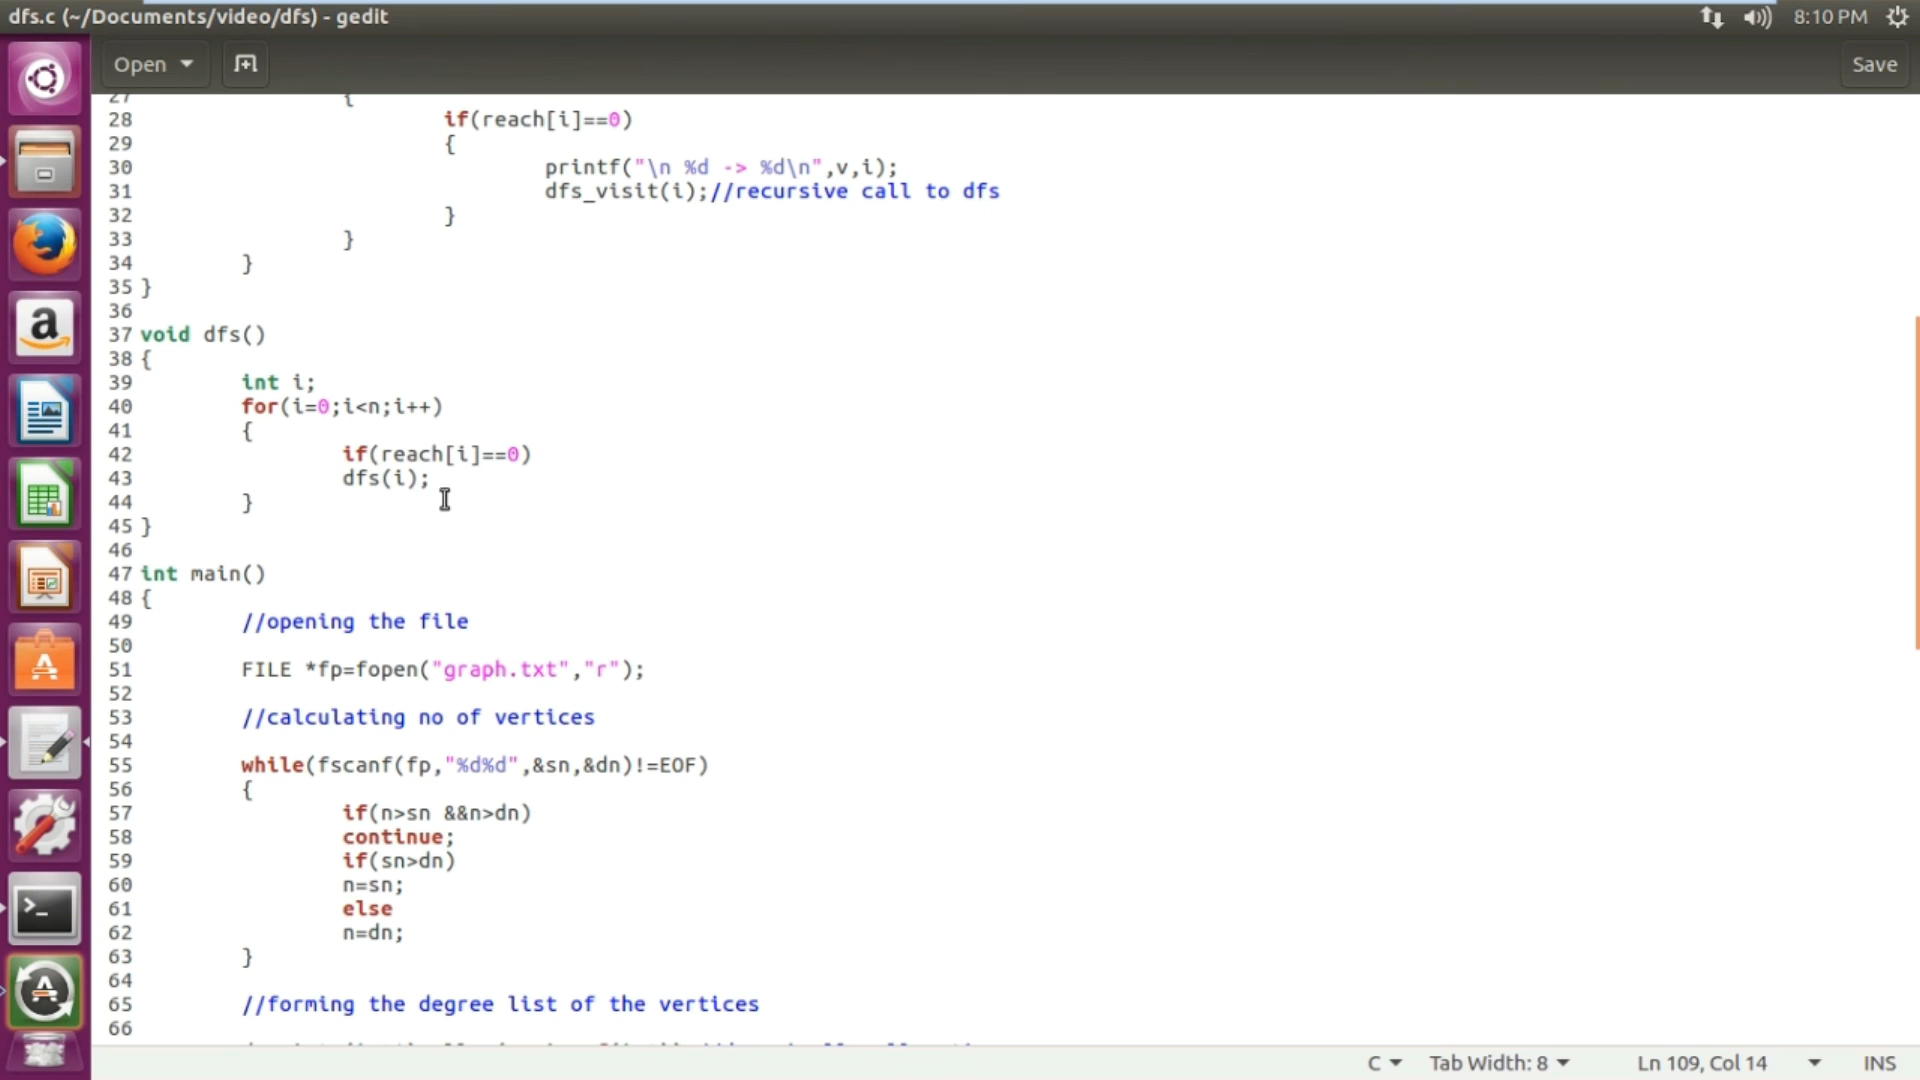 dfs.c (~/Documents/video/dfs) - gedit
8:10 PM
Open
Save
27 {
28 if(reach[i]==0)
29 {
30 printf("\n %d -> %d\n",v,i);
31 dfs_visit(i);//recursive call to dfs
32 }
33 }
34 }
35 }
36
37 void dfs()
38 {
39 int i;
40 for(i=0;i<n;i++)
41 {
42 if(reach[i]==0)
43 dfs(i);
44 }
45 }
46
47 int main()
48 {
49 //opening the file
50
51 FILE *fp=fopen("graph.txt","r");
52
53 //calculating no of vertices
54
55 while(fscanf(fp,"%d%d",&sn,&dn)!=EOF)
56 {
57 if(n>sn &&n>dn)
58 continue;
59 if(sn>dn)
60 n=sn;
61 else
62 n=dn;
63 }
64
65 //forming the degree list of the vertices
66
C
Tab Width: 8
Ln 109, Col 14
INS